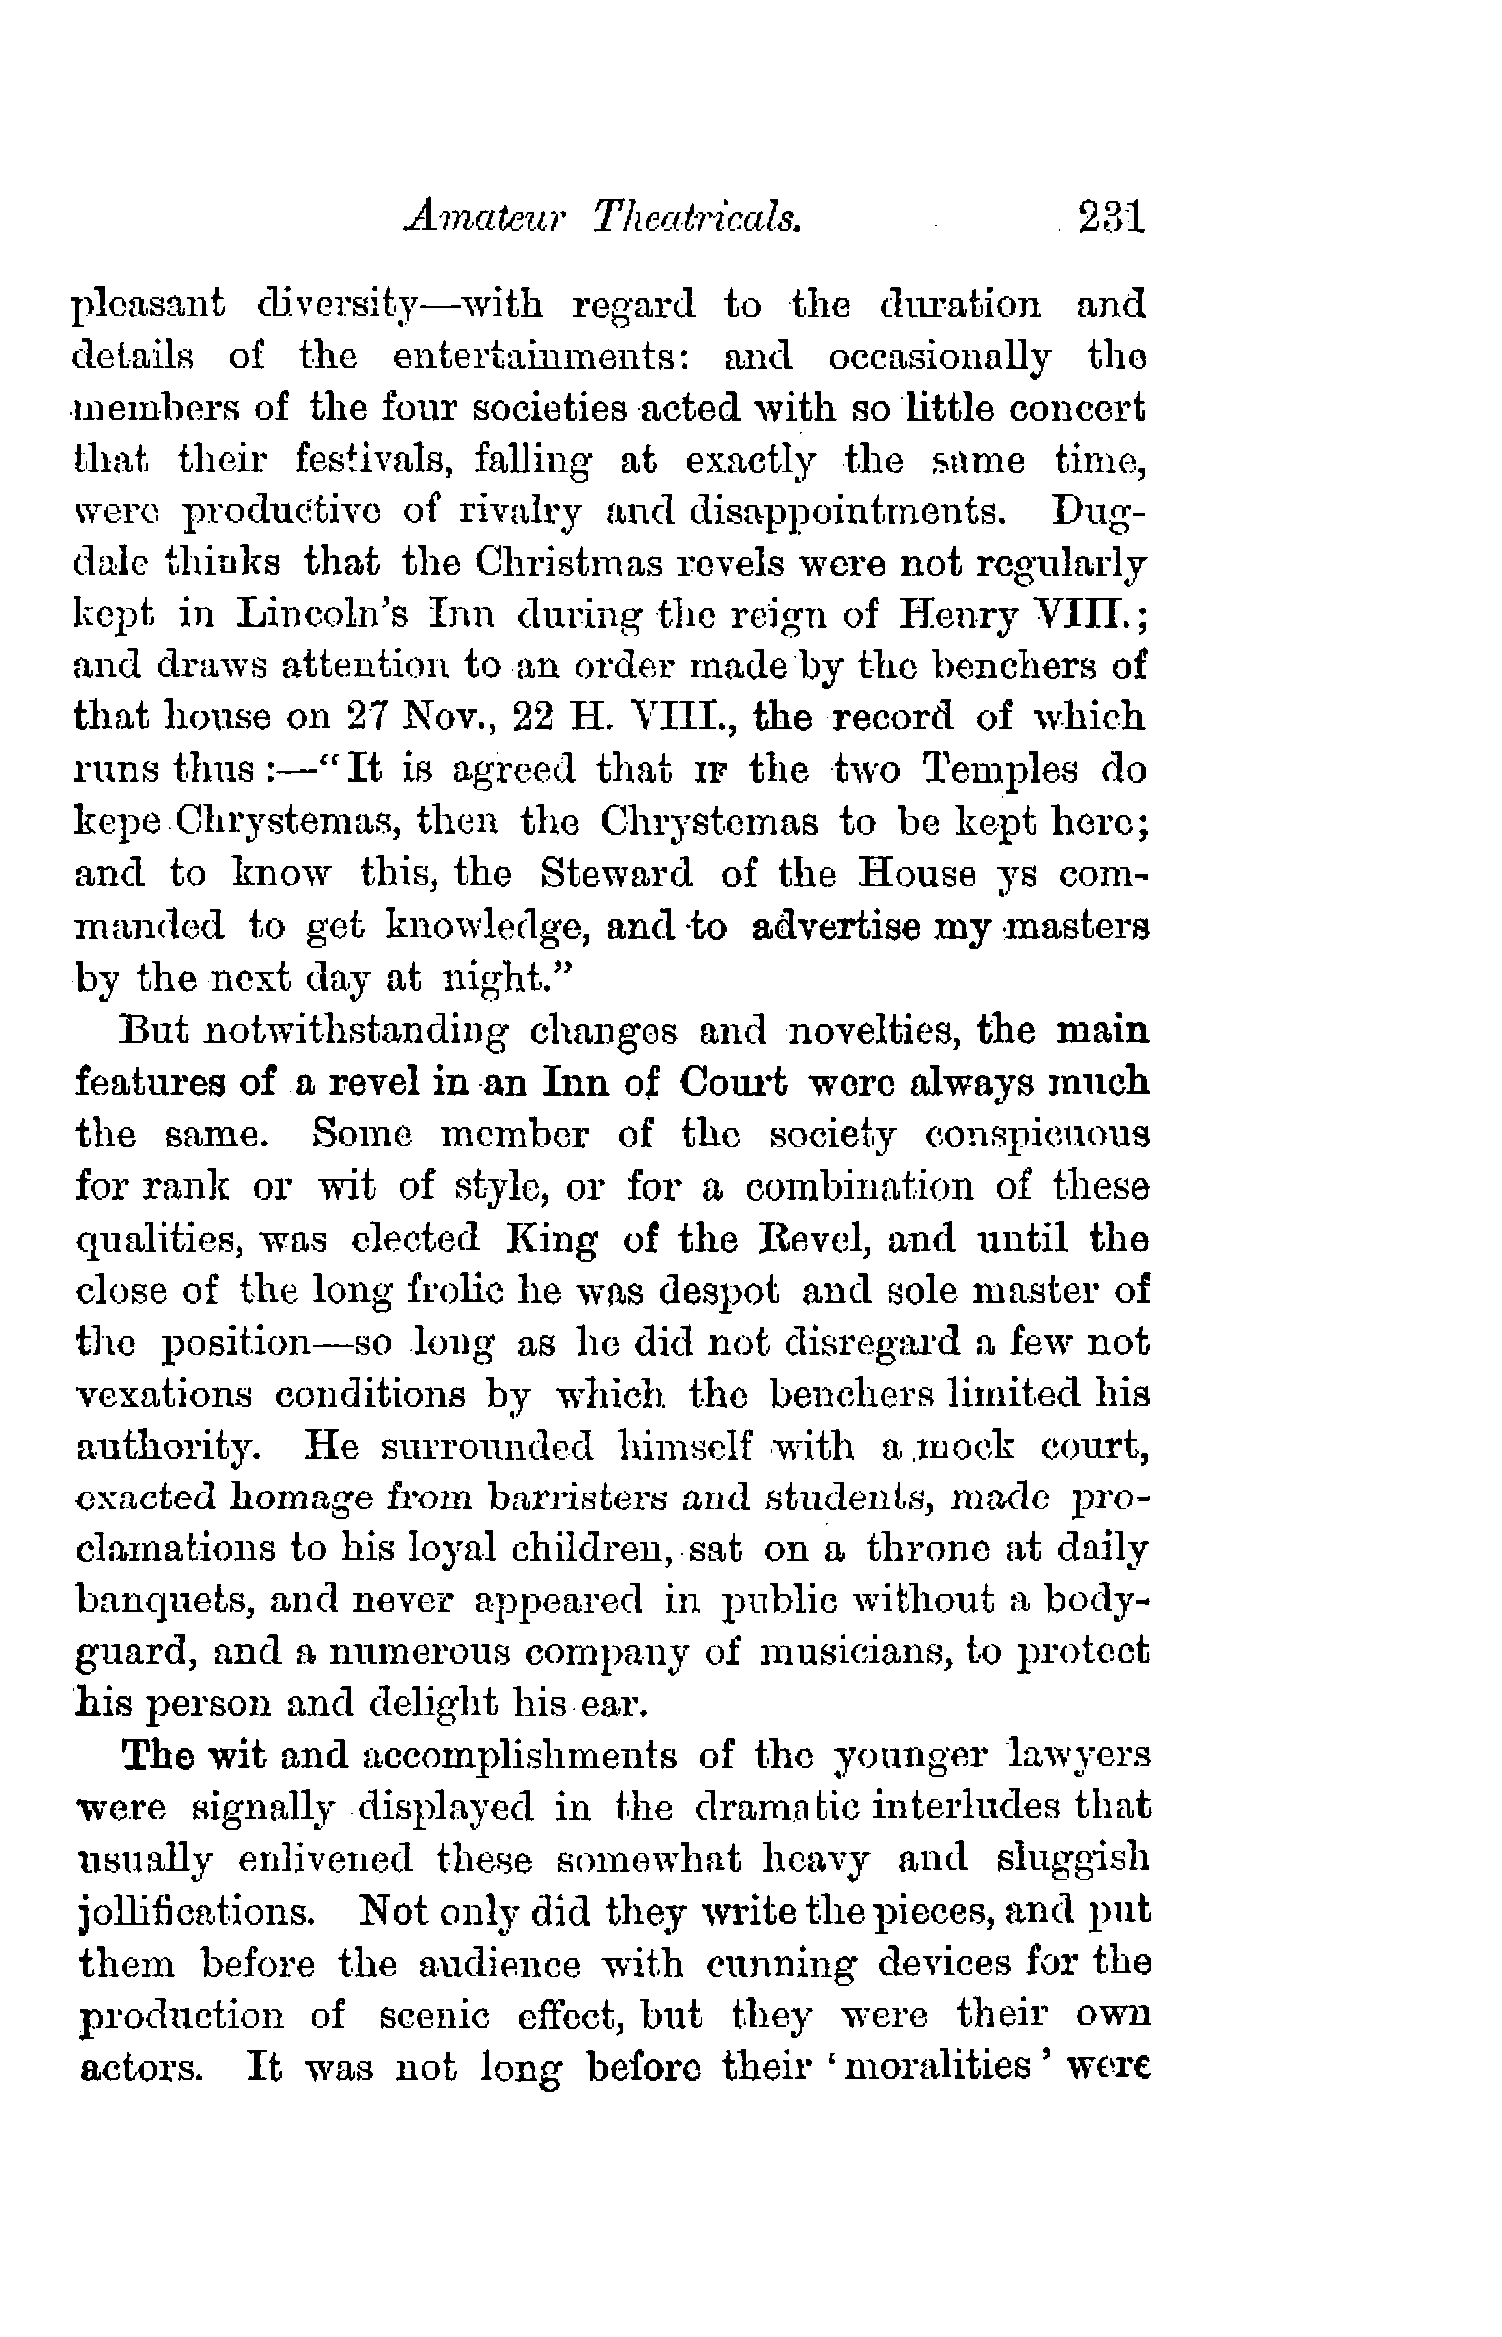 Amateur Theatricals. 231
pleasant diversity—with regard to the duration and
details of the entertainments: and occasionally the
members of the four societies acted with so little concert
that their festivals, falling at exactly the same time,
were productive of rivalry and disappointments. Dug-
dale thinks that the Christmas revels were not regularly
kept in Lincoln's Inn during the reign of Henry VIII.;
and draws attention to an order made by the benchers of
that house on 27 Nov., 22 H. VIII., the record of which
runs thus :—"It is agreed that IF the two Temples do
kepe Chrystemas, then the Chrystemas to be kept here;
and to know this, the Steward of the House ys com-
manded to get knowledge, and to advertise my masters
by the next day at night."
But notwithstanding changes and novelties, the main
features of a revel in an Inn of Court were always much
the same. Some member of the society conspicuous
for rank or wit of style, or for a combination of these
qualities, was elected King of the Revel, and until the
close of the long frolic he was despot and sole master of
the position—so long as he did not disregard a few not
vexations conditions by which the benchers limited his
authority. He surrounded himself with a mock court,
exacted homage from barristers and students, made pro-
clamations to his loyal children, sat on a throne at daily
banquets, and never appeared in public without a body-
guard, and a numerous company of musicians, to protect
his person and delight his ear.
The wit and accomplishments of the younger lawyers
were signally displayed in the dramatic interludes that
usually enlivened these somewhat heavy and sluggish
jollifications. Not only did they write the pieces, and put
them before the audience with cunning devices for the
production of scenic effect, but they were their own
actors. It was not long before their 'moralities' were